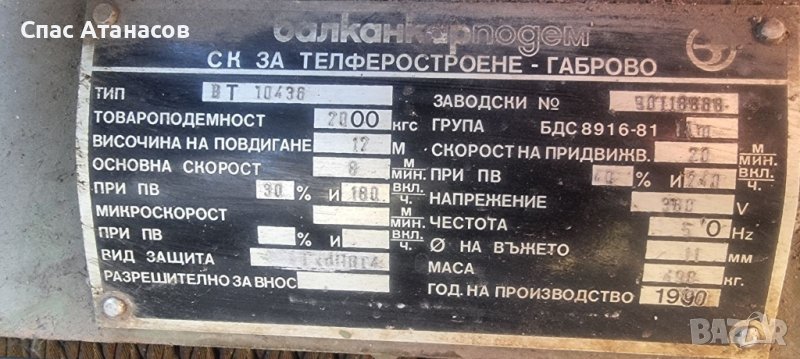 Спас Атанасов
балканкарподем
СК ЗА ТЕЛФЕРОСТРОЕНЕ - ГАБРОВО
ТИП ВТ 10436
ТОВАРОПОДЕМНОСТ 2000 КГС
ВИСОЧИНА НА ПОВДИГАНЕ 12 М
ОСНОВНА СКОРОСТ 8 М/МИН.
ПРИ ПВ 30 % И 180 ВКЛ./Ч.
МИКРОСКОРОСТ М/МИН.
ПРИ ПВ % И ВКЛ./Ч.
ВИД ЗАЩИТА
РАЗРЕШИТЕЛНО ЗА ВНОС
ЗАВОДСКИ №
ГРУПА БДС 8916-81
СКОРОСТ НА ПРИДВИЖВ. 20 М/МИН.
ПРИ ПВ 40 % И 240 ВКЛ./Ч.
НАПРЕЖЕНИЕ 380 V
ЧЕСТОТА 50 Hz
Ø НА ВЪЖЕТО 11 ММ
МАСА КГ.
ГОД. НА ПРОИЗВОДСТВО 1990
BAZAR